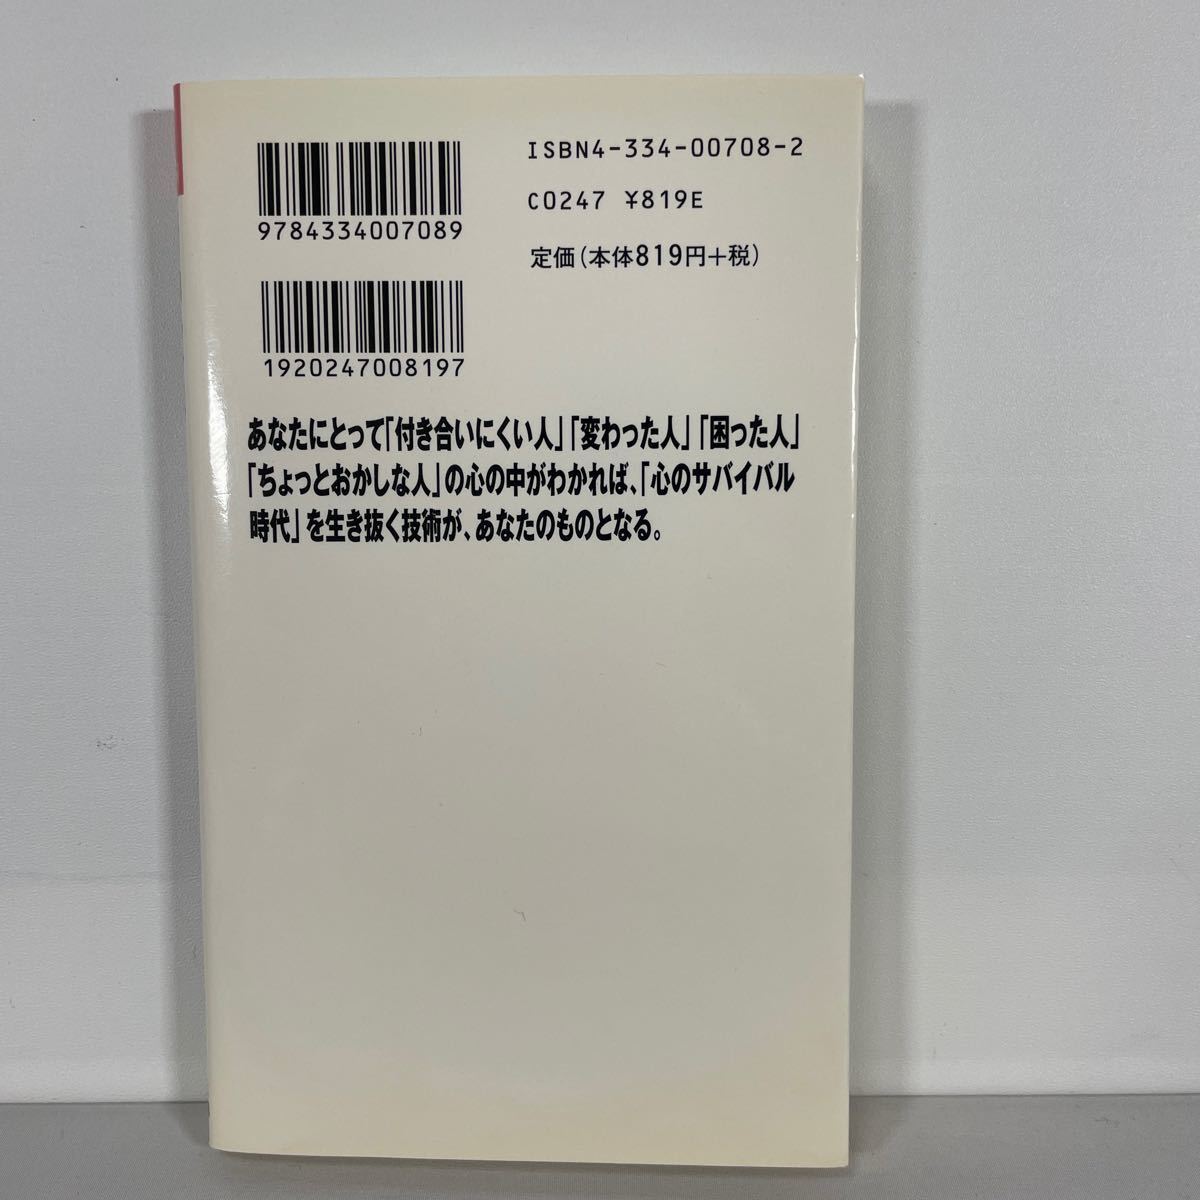 ISBN4-334-00708-2
C0247 ¥819E
定価(本体819円+税)
9784334007089
1920247008197
あなたにとって「付き合いにくい人」「変わった人」「困った人」
「ちょっとおかしな人」の心の中がわかれば、「心のサバイバル
時代」を生き抜く技術が、あなたのものとなる。